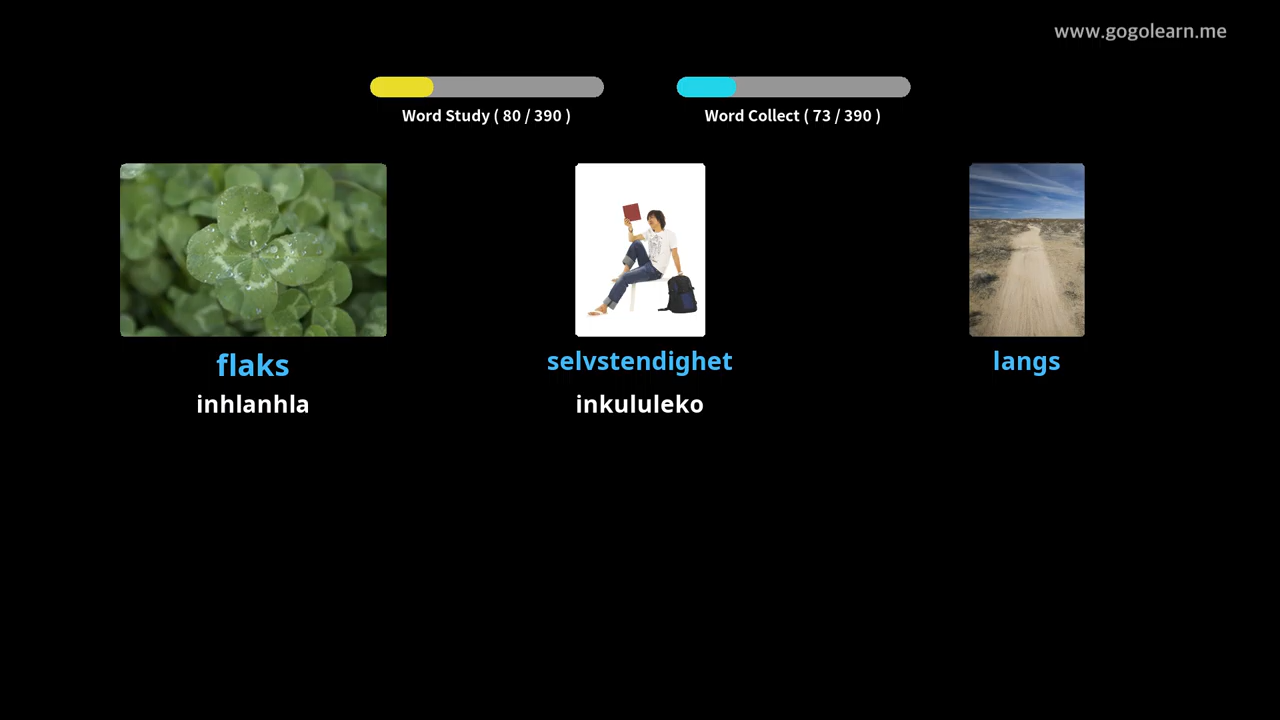 www.gogolearn.me
Word Study ( 80 / 390 )
Word Collect ( 73 / 390 )
flaks
selvstendighet
langs
inhlanhla
inkululeko